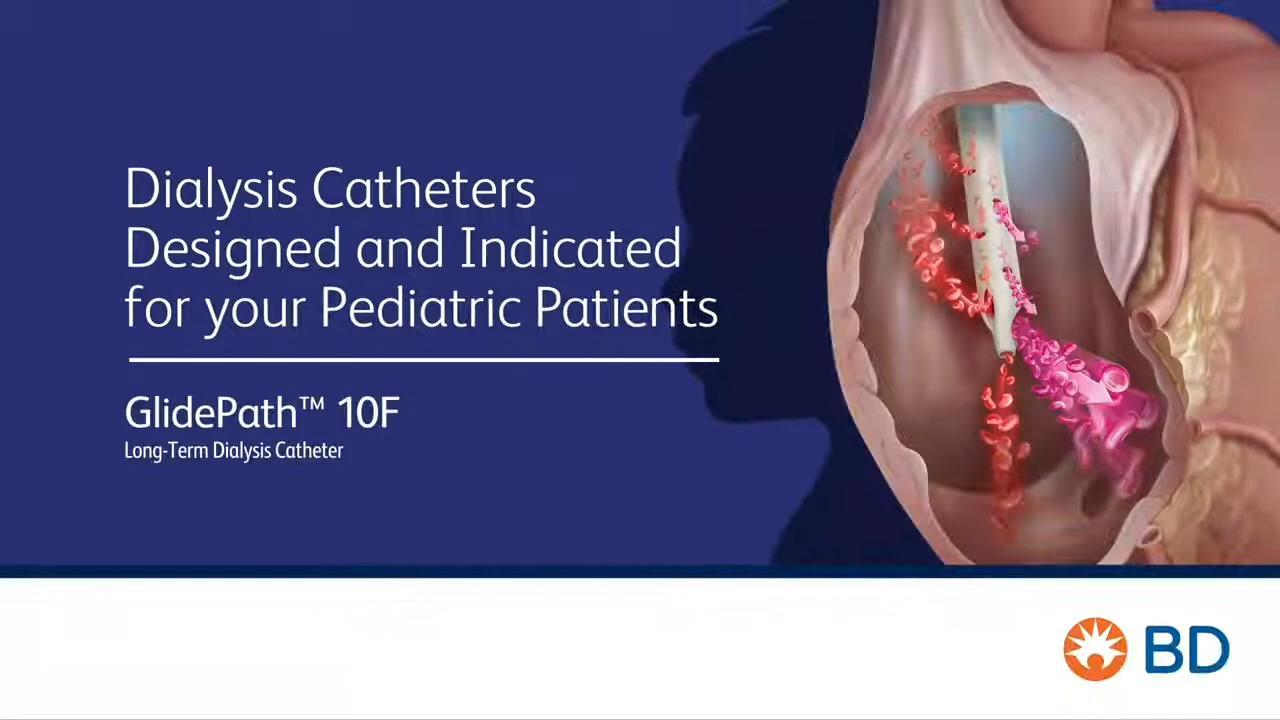 Dialysis Catheters
Designed and Indicated
for your Pediatric Patients
GlidePath™ 10F
Long-Term Dialysis Catheter
BD